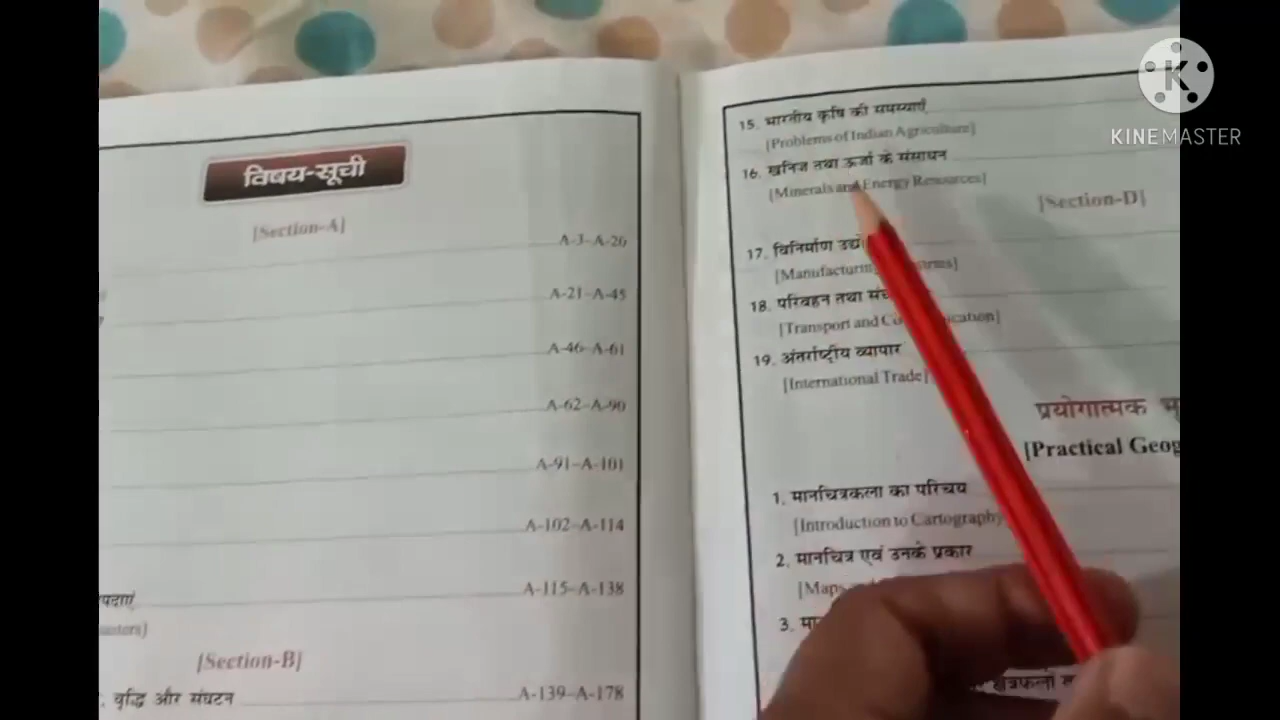 विषय-सूची
[Section-A]
A-3-A-20
A-21-A-45
A-46-A-61
A-62-A-90
A-91-A-101
A-102-A-114
A-115-A-138
[Section-B]
वृद्धि और संघटन A-139-A-178
15. भारतीय कृषि की समस्याएँ
[Problems of Indian Agriculture]
16. खनिज तथा ऊर्जा के संसाधन
[Minerals and Energy Resources]
[Section-D]
17. विनिर्माण
[Manufacturing
18. परिवहन तथा
[Transport and
19. अंतर्राष्ट्रीय व्यापार
[International Trade]
प्रयोगात्मक
[Practical
1. मानचित्रकला का परिचय
[Introduction to Cartography
2. मानचित्र एवं उनके प्रकार
[Maps
3.
KINEMASTER